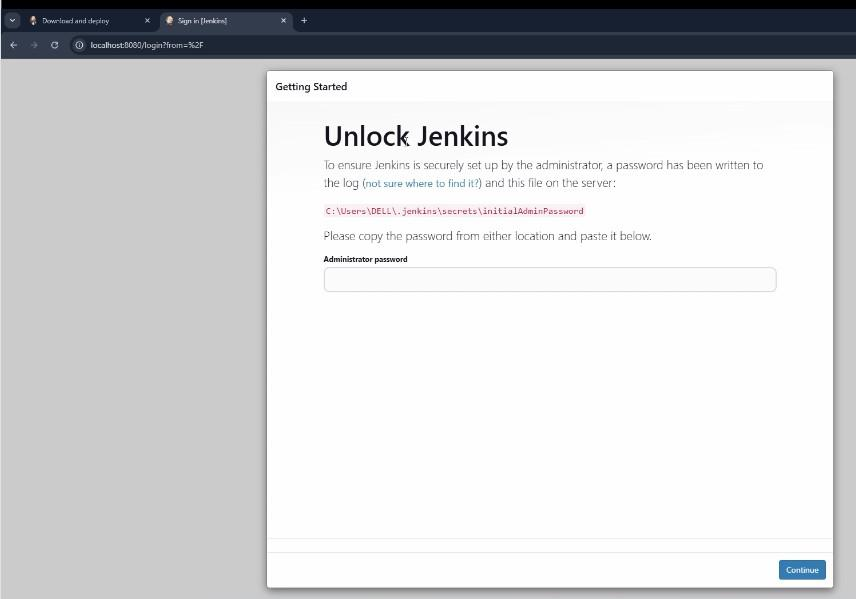 Download and deploy
Sign in [Jenkins]
localhost:8080/login?from=%2F
Getting Started
Unlock Jenkins
To ensure Jenkins is securely set up by the administrator, a password has been written to
the log (not sure where to find it?) and this file on the server:
C:\Users\DELL\.jenkins\secrets\initialAdminPassword
Please copy the password from either location and paste it below.
Administrator password
Continue